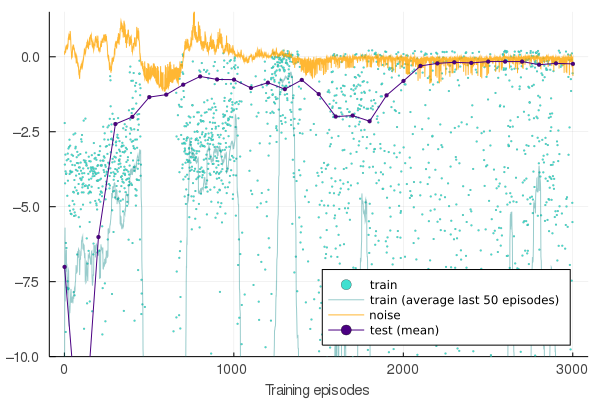 0.0
−2.5
−5.0
−7.5
−10.0
0
1000
2000
3000
Training episodes
train
train (average last 50 episodes)
noise
test (mean)